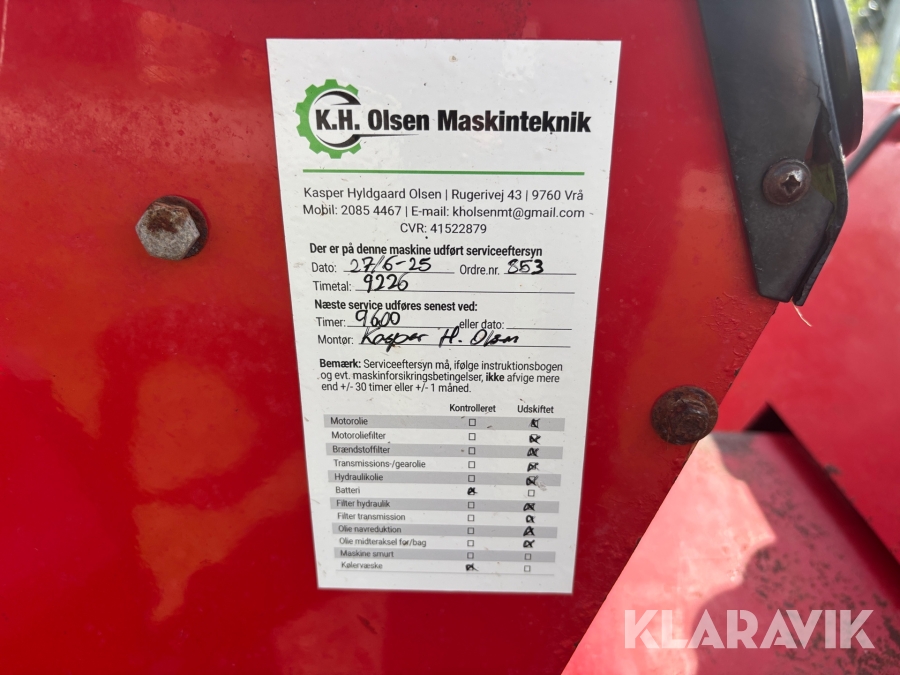 K.H. Olsen Maskinteknik
Kasper Hyldgaard Olsen | Rugerivej 43 | 9760 Vrå
Mobil: 2085 4467 | E-mail: kholsenmt@gmail.com
CVR: 41522879
Der er på denne maskine udført serviceeftersyn
Dato: 27/6-25 Ordre.nr. 853
Timetal: 9226
Næste service udføres senest ved:
Timer: 9600 eller dato:
Montør: Kasper H. Olsen
Bemærk: Serviceeftersyn må, ifølge instruktionsbogen
og evt. maskinforsikringsbetingelser, ikke afvige mere
end +/- 30 timer eller +/- 1 måned.
Kontrolleret Udskiftet
Motorolie
Motoroliefilter
Brændstoffilter
Transmissions-/gearolie
Hydraulikolie
Batteri
Filter hydraulik
Filter transmission
Olie navreduktion
Olie midteraksel for/bag
Maskine smurt
Kølervæske
KLARAVIK